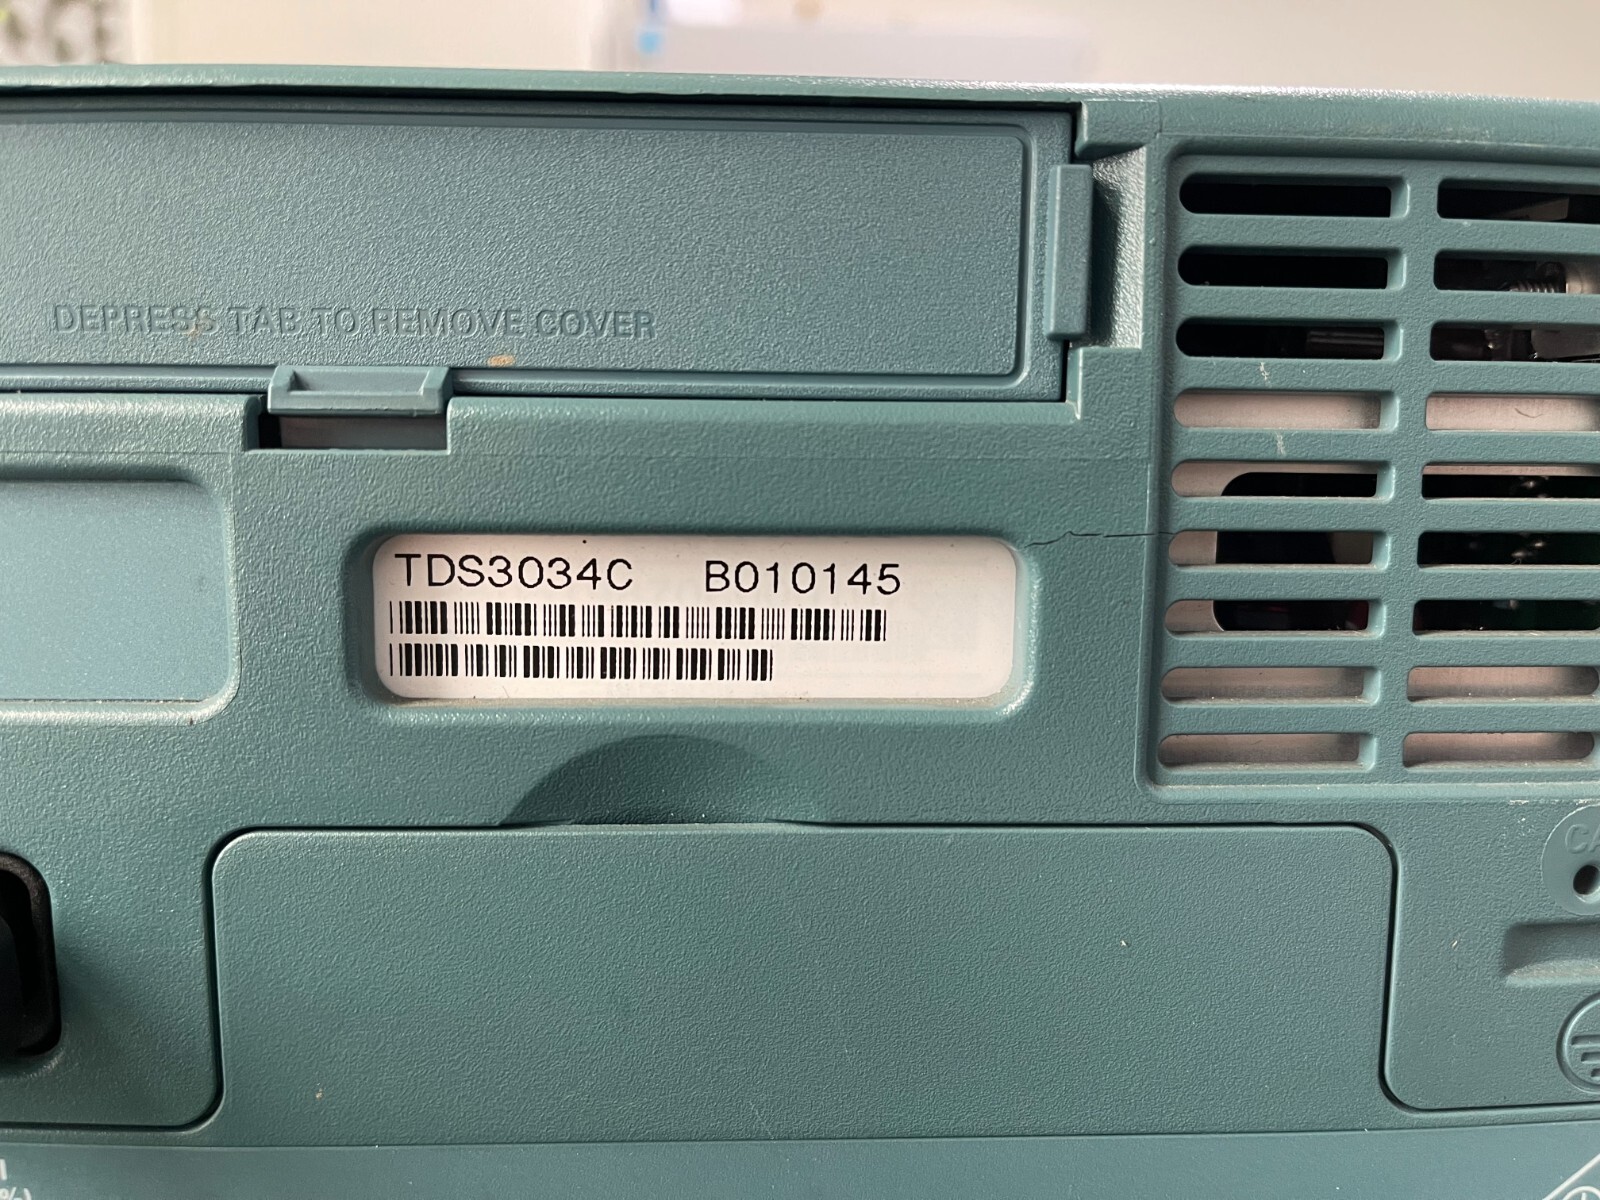 DEPRESS TAB TO REMOVE COVER
TDS3034C B010145